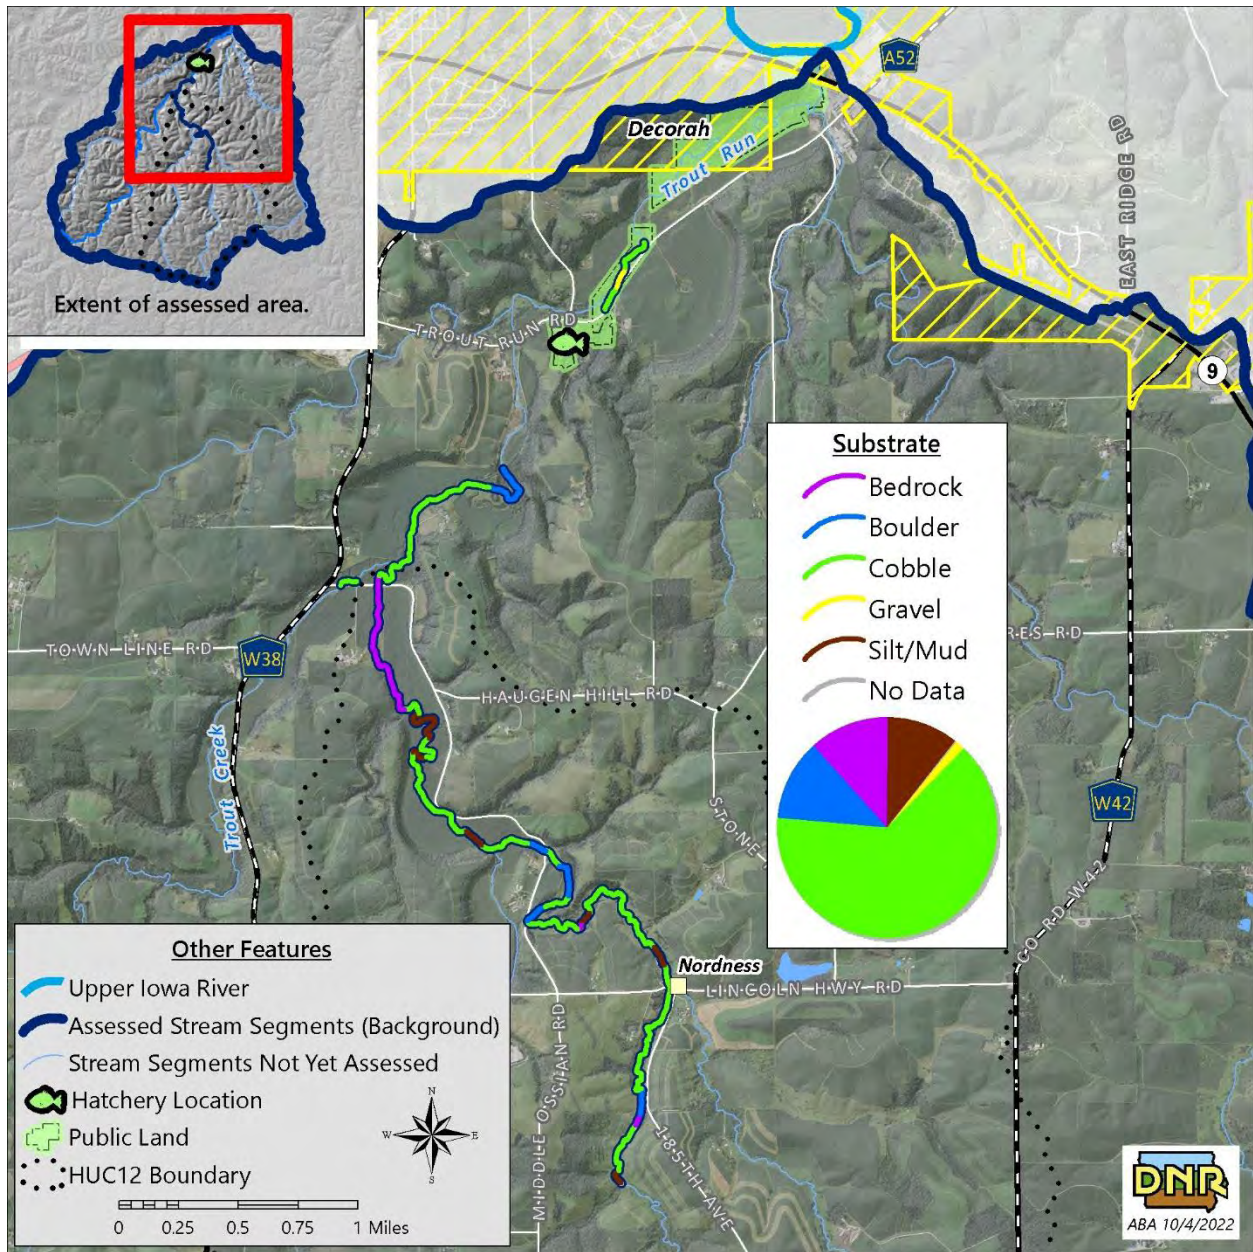 Extent of assessed area.
A52
Decorah
Trout Run
EAST RIDGE RD
TROUT RUN RD
9
Substrate
Bedrock
Boulder
Cobble
Gravel
Silt/Mud
No Data
TOWN LINE RD
W38
RES RD
HAUGEN HILL RD
Trout Creek
STONE
W42
CO RD W-42
Nordness
LINCOLN HWY RD
MIDDLE OSSIAN RD
185TH AVE
Other Features
Upper Iowa River
Assessed Stream Segments (Background)
Stream Segments Not Yet Assessed
Hatchery Location
Public Land
HUC12 Boundary
N
W E
S
0 0.25 0.5 0.75 1 Miles
DNR
ABA 10/4/2022